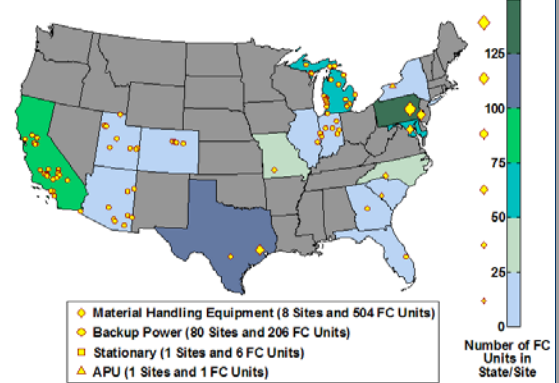 125
100
75
50
25
0
Material Handling Equipment (8 Sites and 504 FC Units)
Backup Power (80 Sites and 206 FC Units)
Stationary (1 Sites and 6 FC Units)
APU (1 Sites and 1 FC Units)
Number of FC
Units in
State/Site